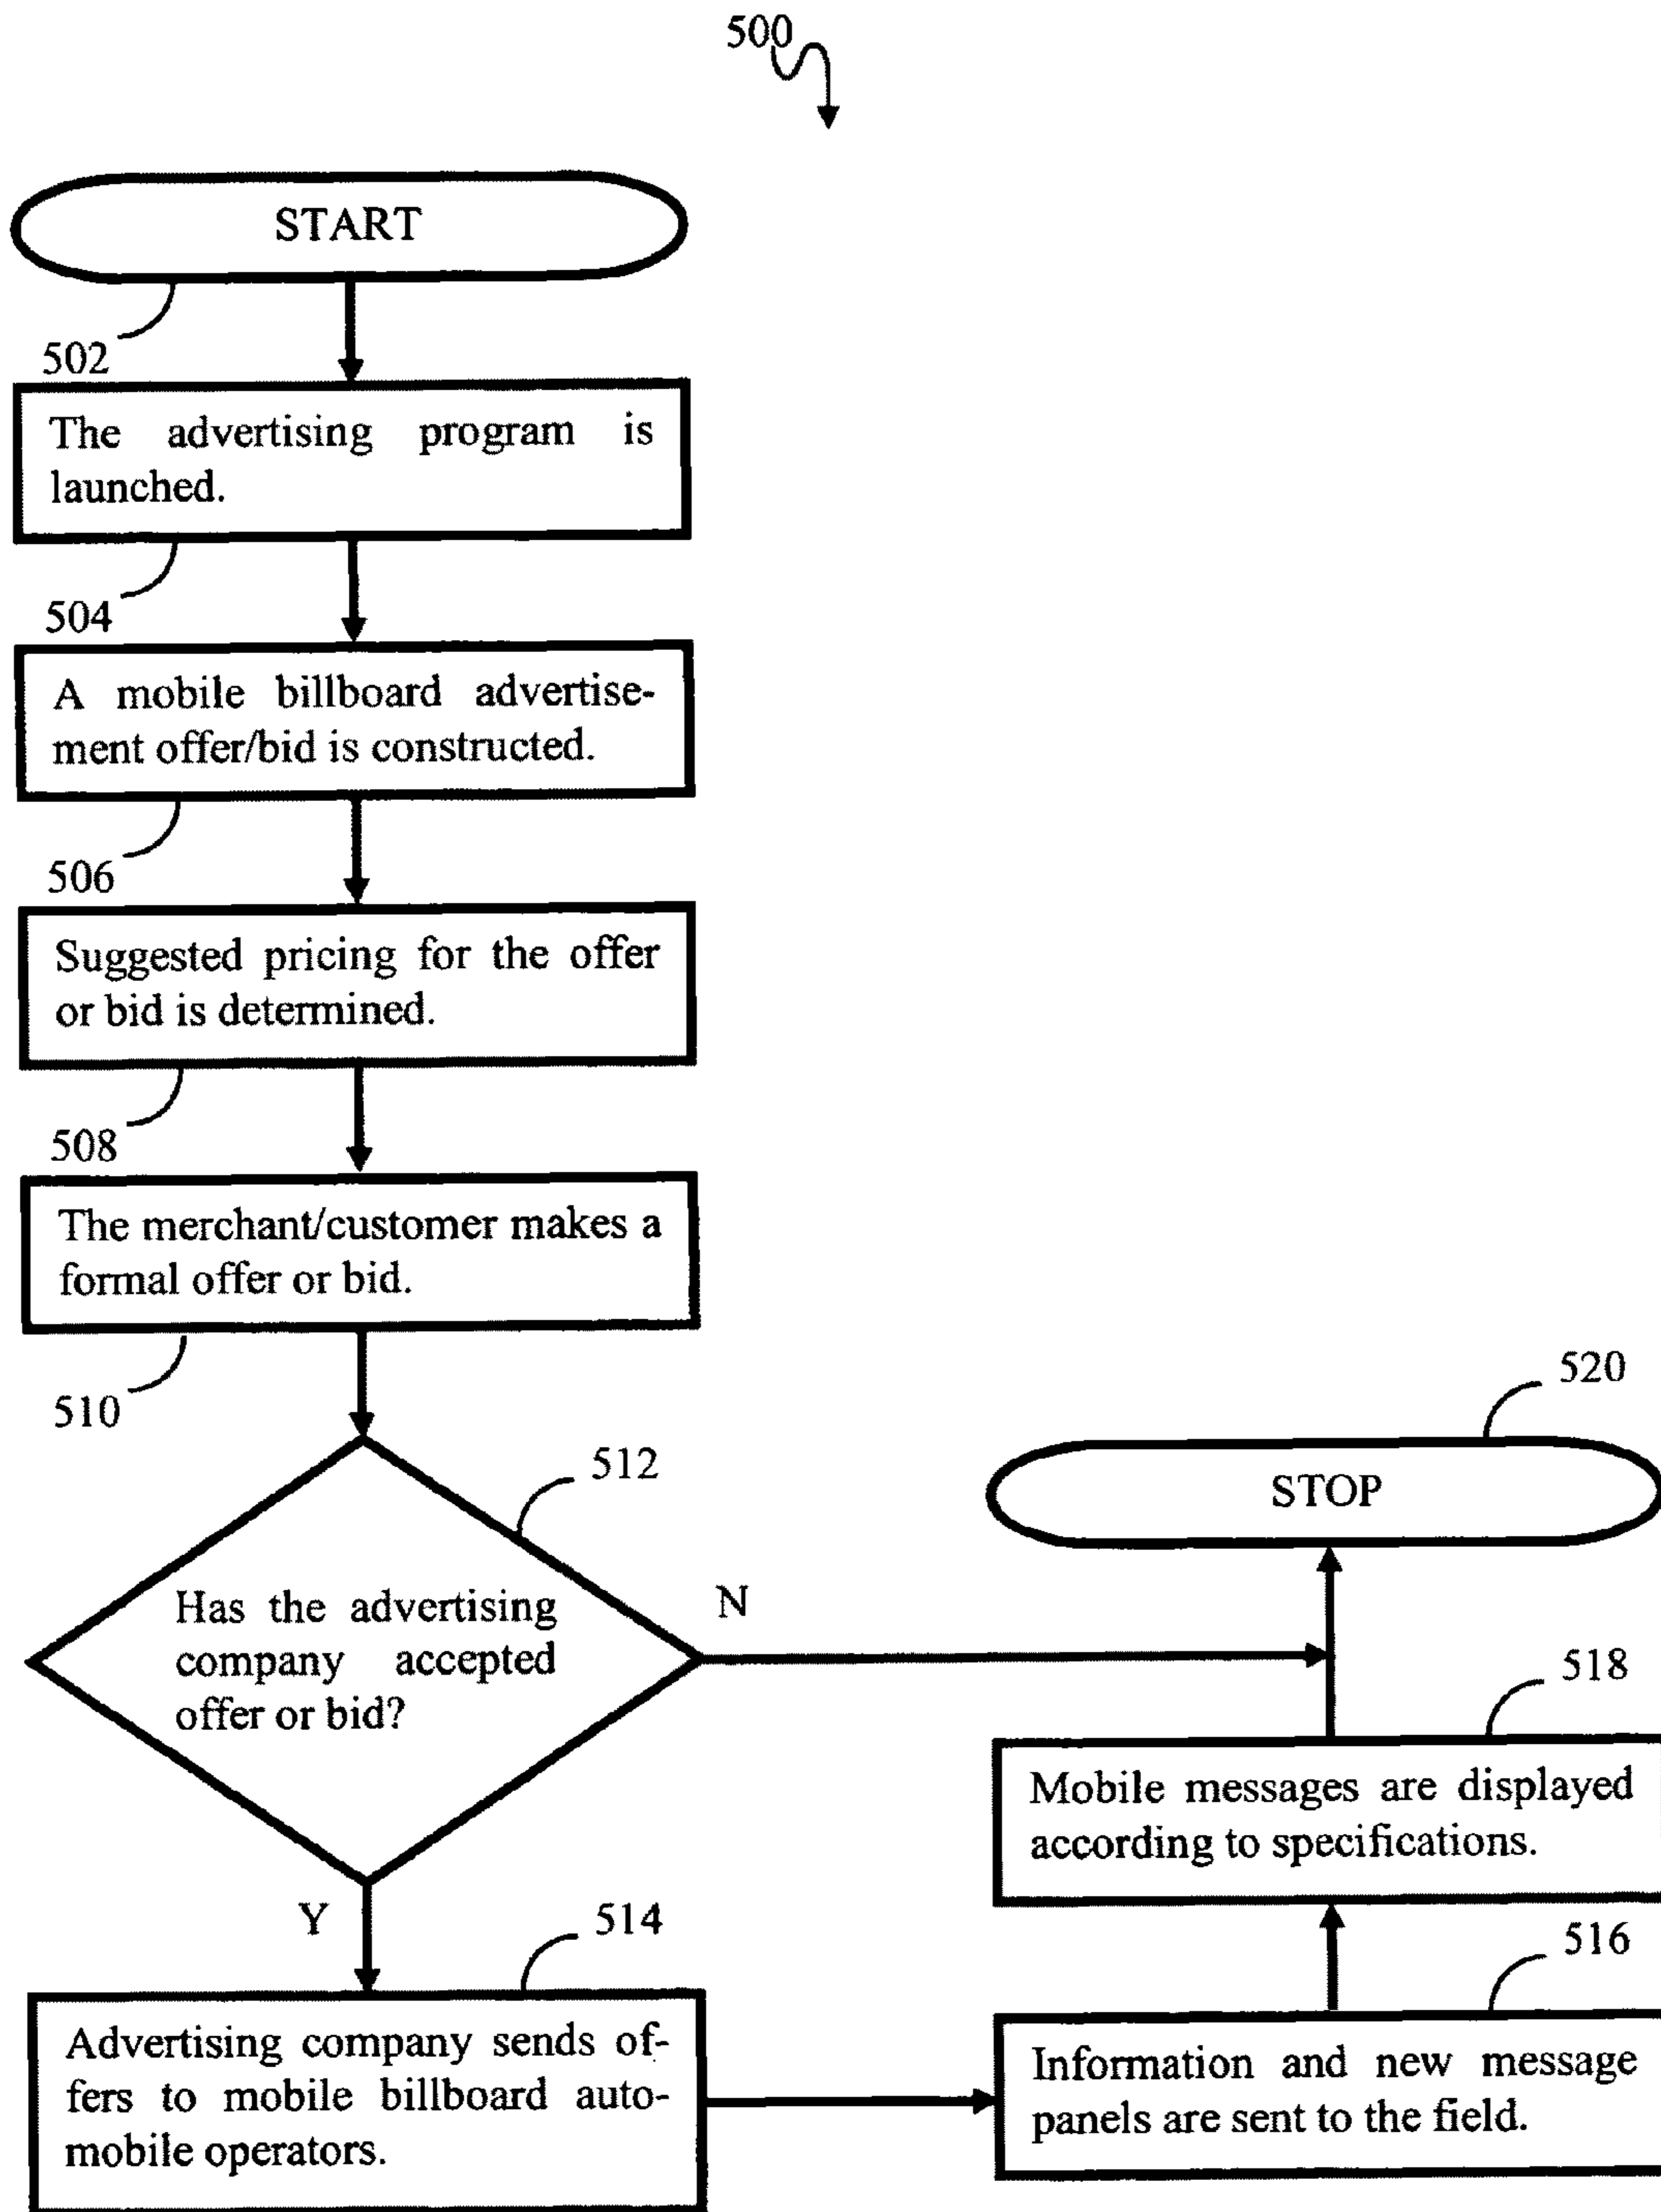 500
START
502
The advertising program is
launched.
504
A mobile billboard advertise-
ment offer/bid is constructed.
506
Suggested pricing for the offer
or bid is determined.
508
The merchant/customer makes a
formal offer or bid.
510
512
Has the advertising
company accepted
offer or bid?
N
Y
514
Advertising company sends of-
fers to mobile billboard auto-
mobile operators.
516
Information and new message
panels are sent to the field.
518
Mobile messages are displayed
according to specifications.
520
STOP